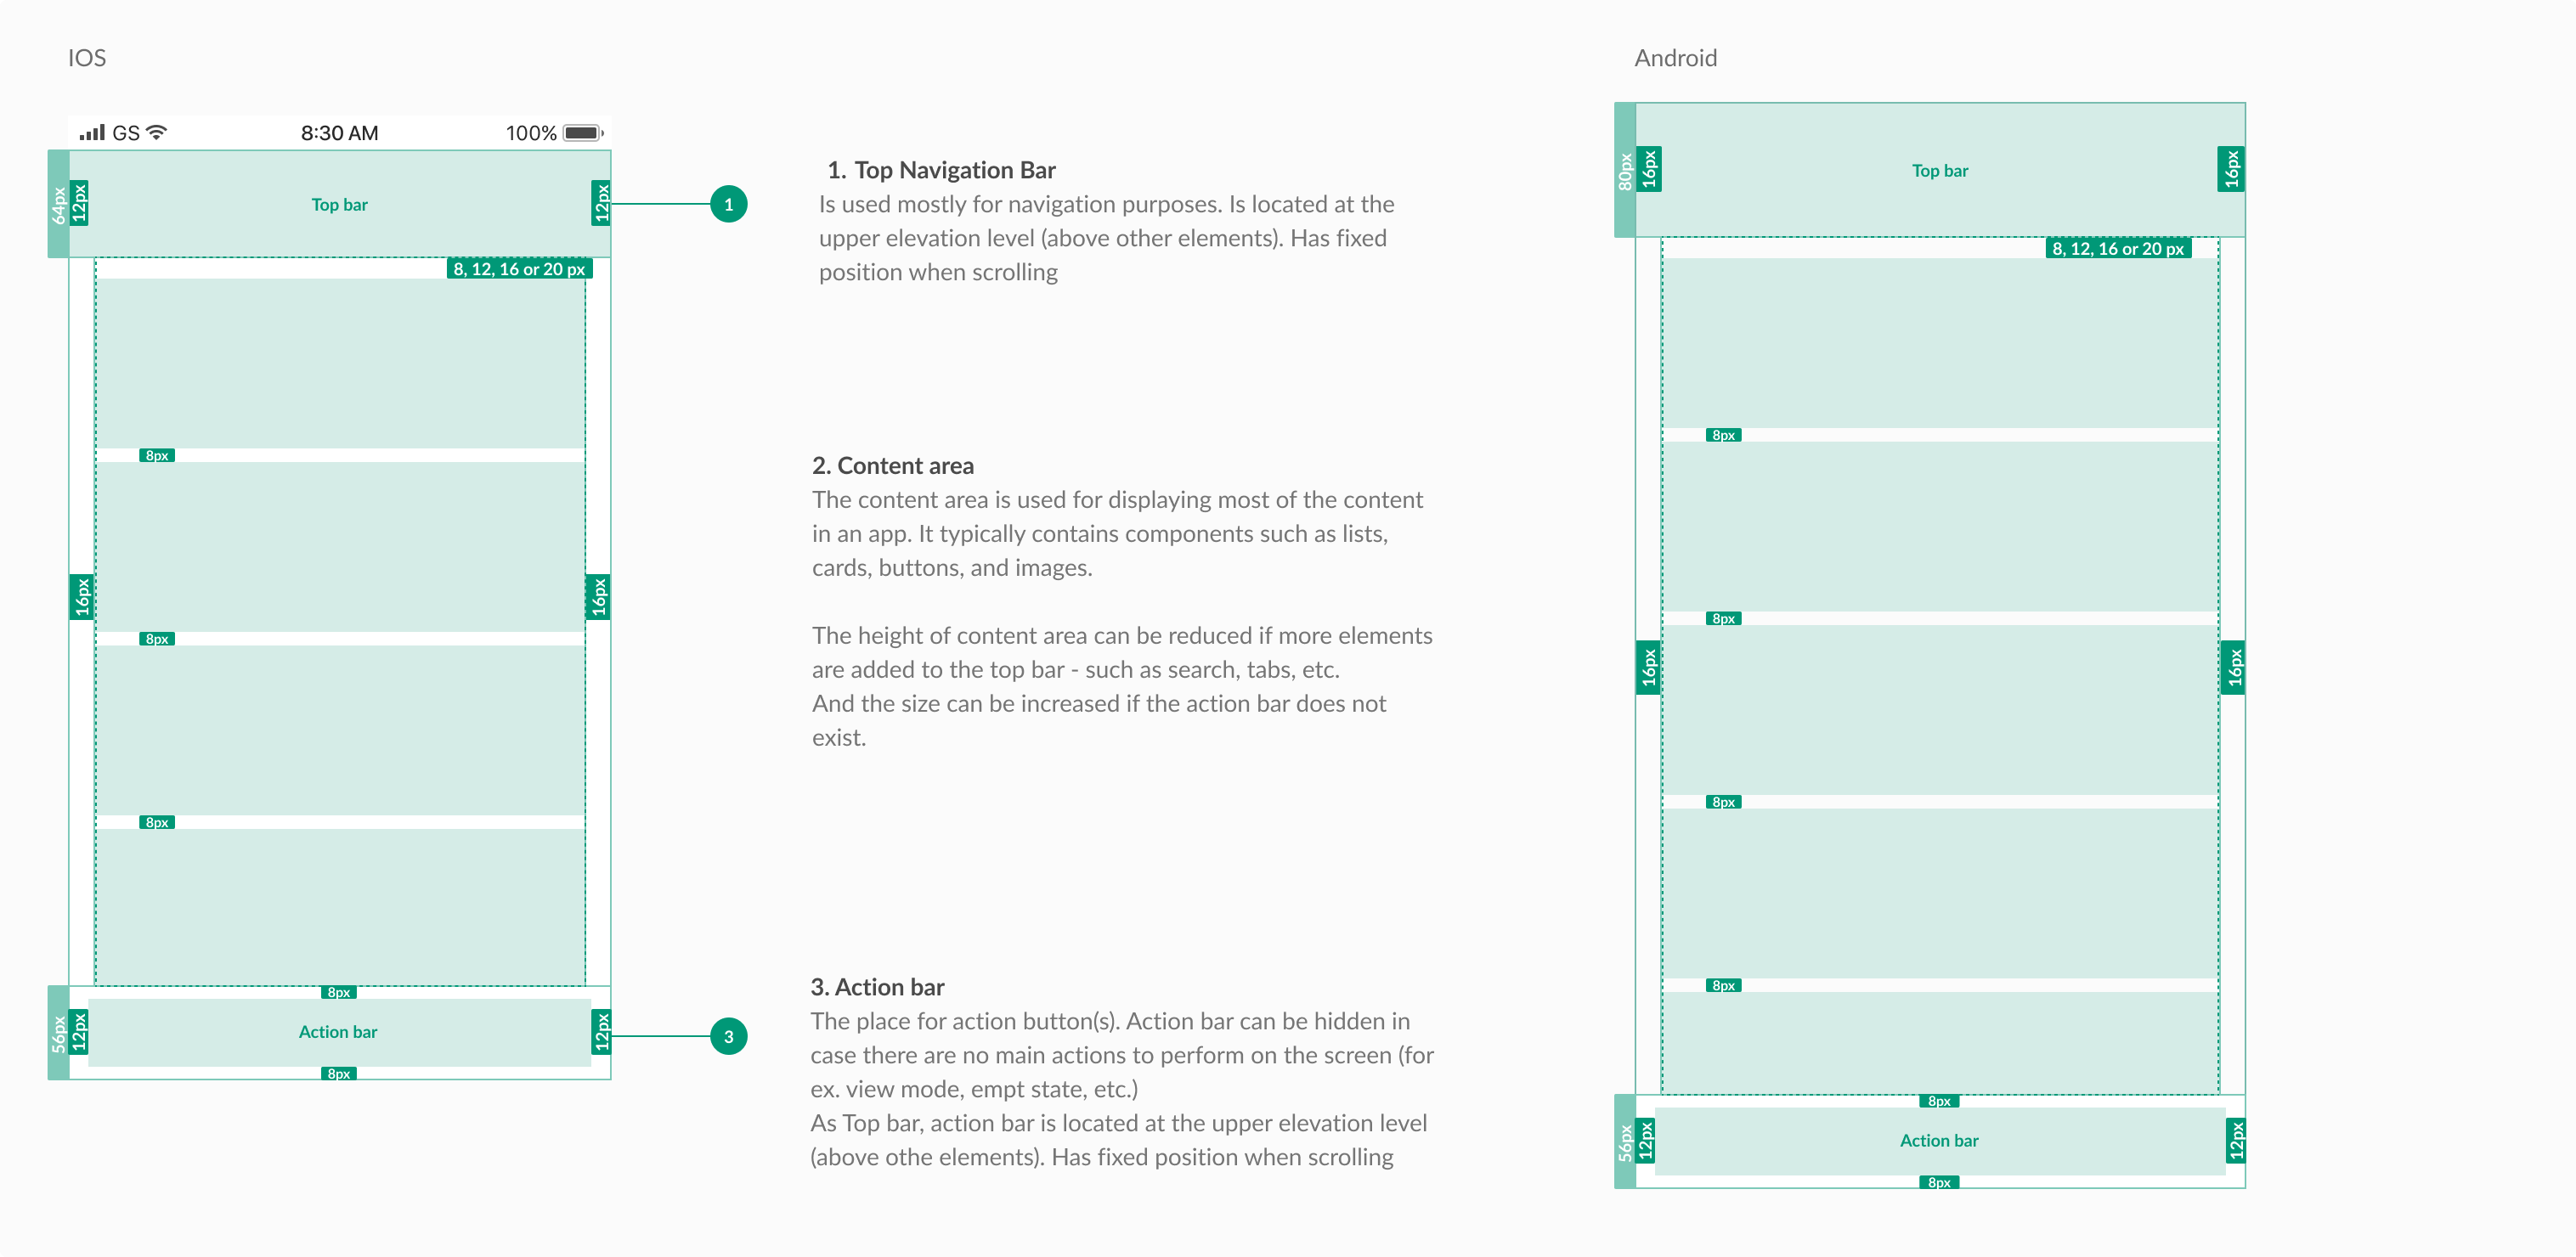 IOS
Android
GS
8:30 AM
100%
64px
12px
Top bar
12px
1
8, 12, 16 or 20 px
8px
8px
8px
16px
16px
8px
56px
12px
Action bar
12px
3
8px
1. Top Navigation Bar
Is used mostly for navigation purposes. Is located at the
upper elevation level (above other elements). Has fixed
position when scrolling
2. Content area
The content area is used for displaying most of the content
in an app. It typically contains components such as lists,
cards, buttons, and images.
The height of content area can be reduced if more elements
are added to the top bar - such as search, tabs, etc.
And the size can be increased if the action bar does not
exist.
3. Action bar
The place for action button(s). Action bar can be hidden in
case there are no main actions to perform on the screen (for
ex. view mode, empt state, etc.)
As Top bar, action bar is located at the upper elevation level
(above othe elements). Has fixed position when scrolling
80px
16px
Top bar
16px
8, 12, 16 or 20 px
8px
8px
16px
16px
8px
8px
8px
56px
12px
Action bar
12px
8px